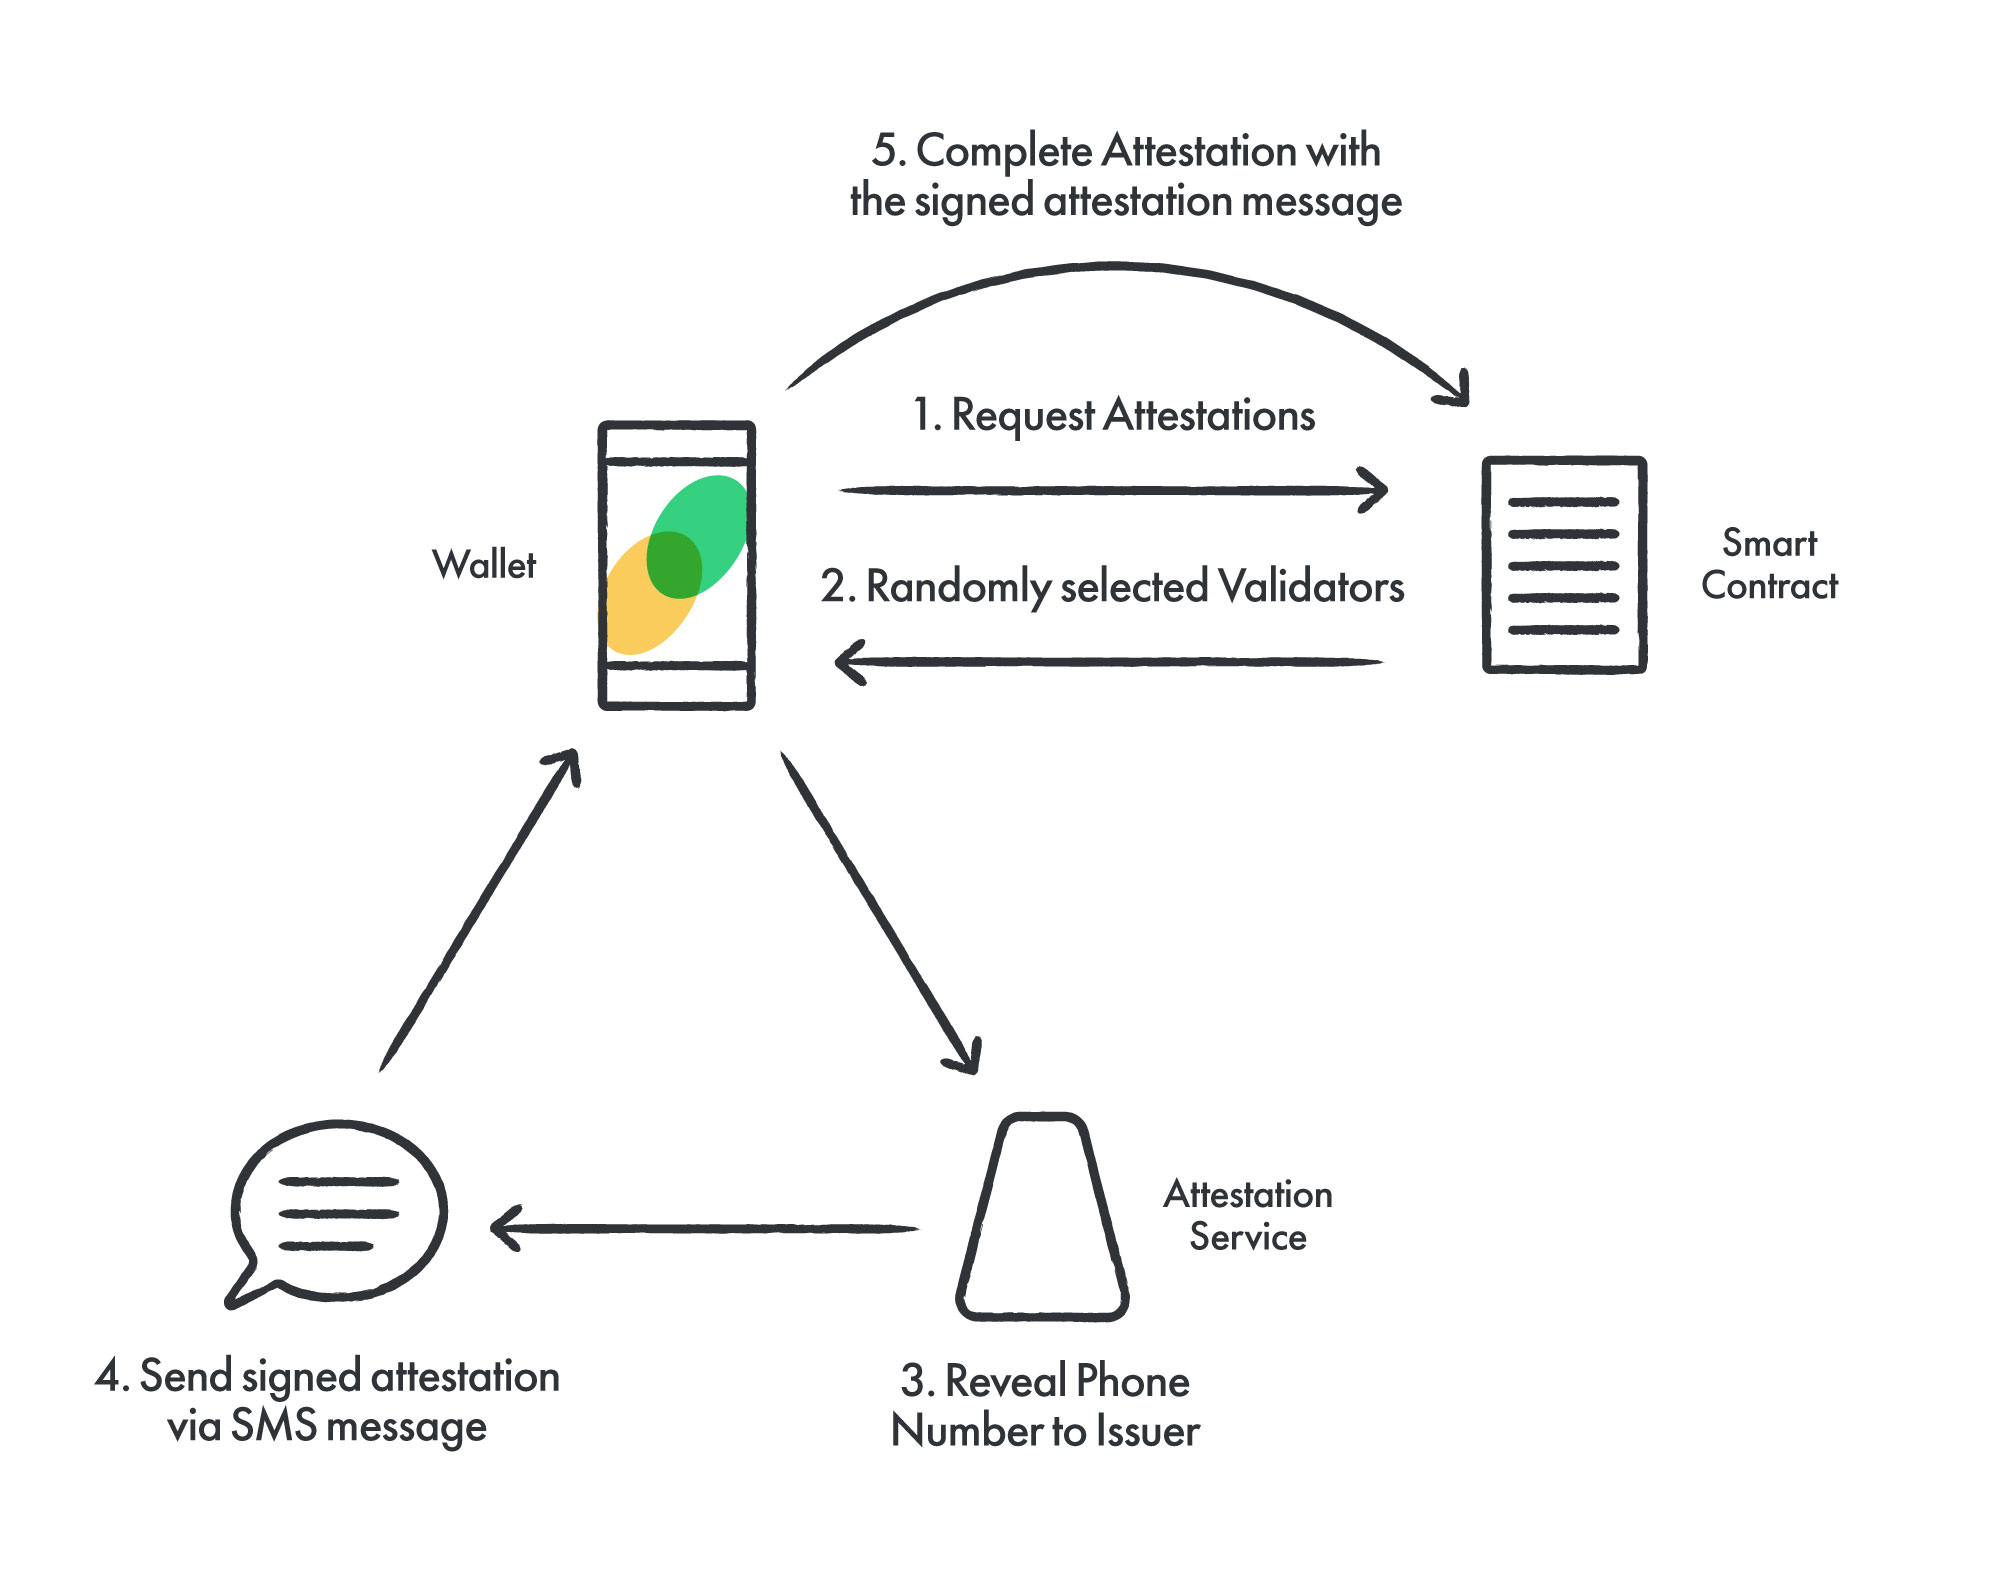 5. Complete Attestation with
the signed attestation message
1. Request Attestations
Wallet
2. Randomly selected Validators
Smart
Contract
Attestation
Service
4. Send signed attestation
via SMS message
3. Reveal Phone
Number to Issuer